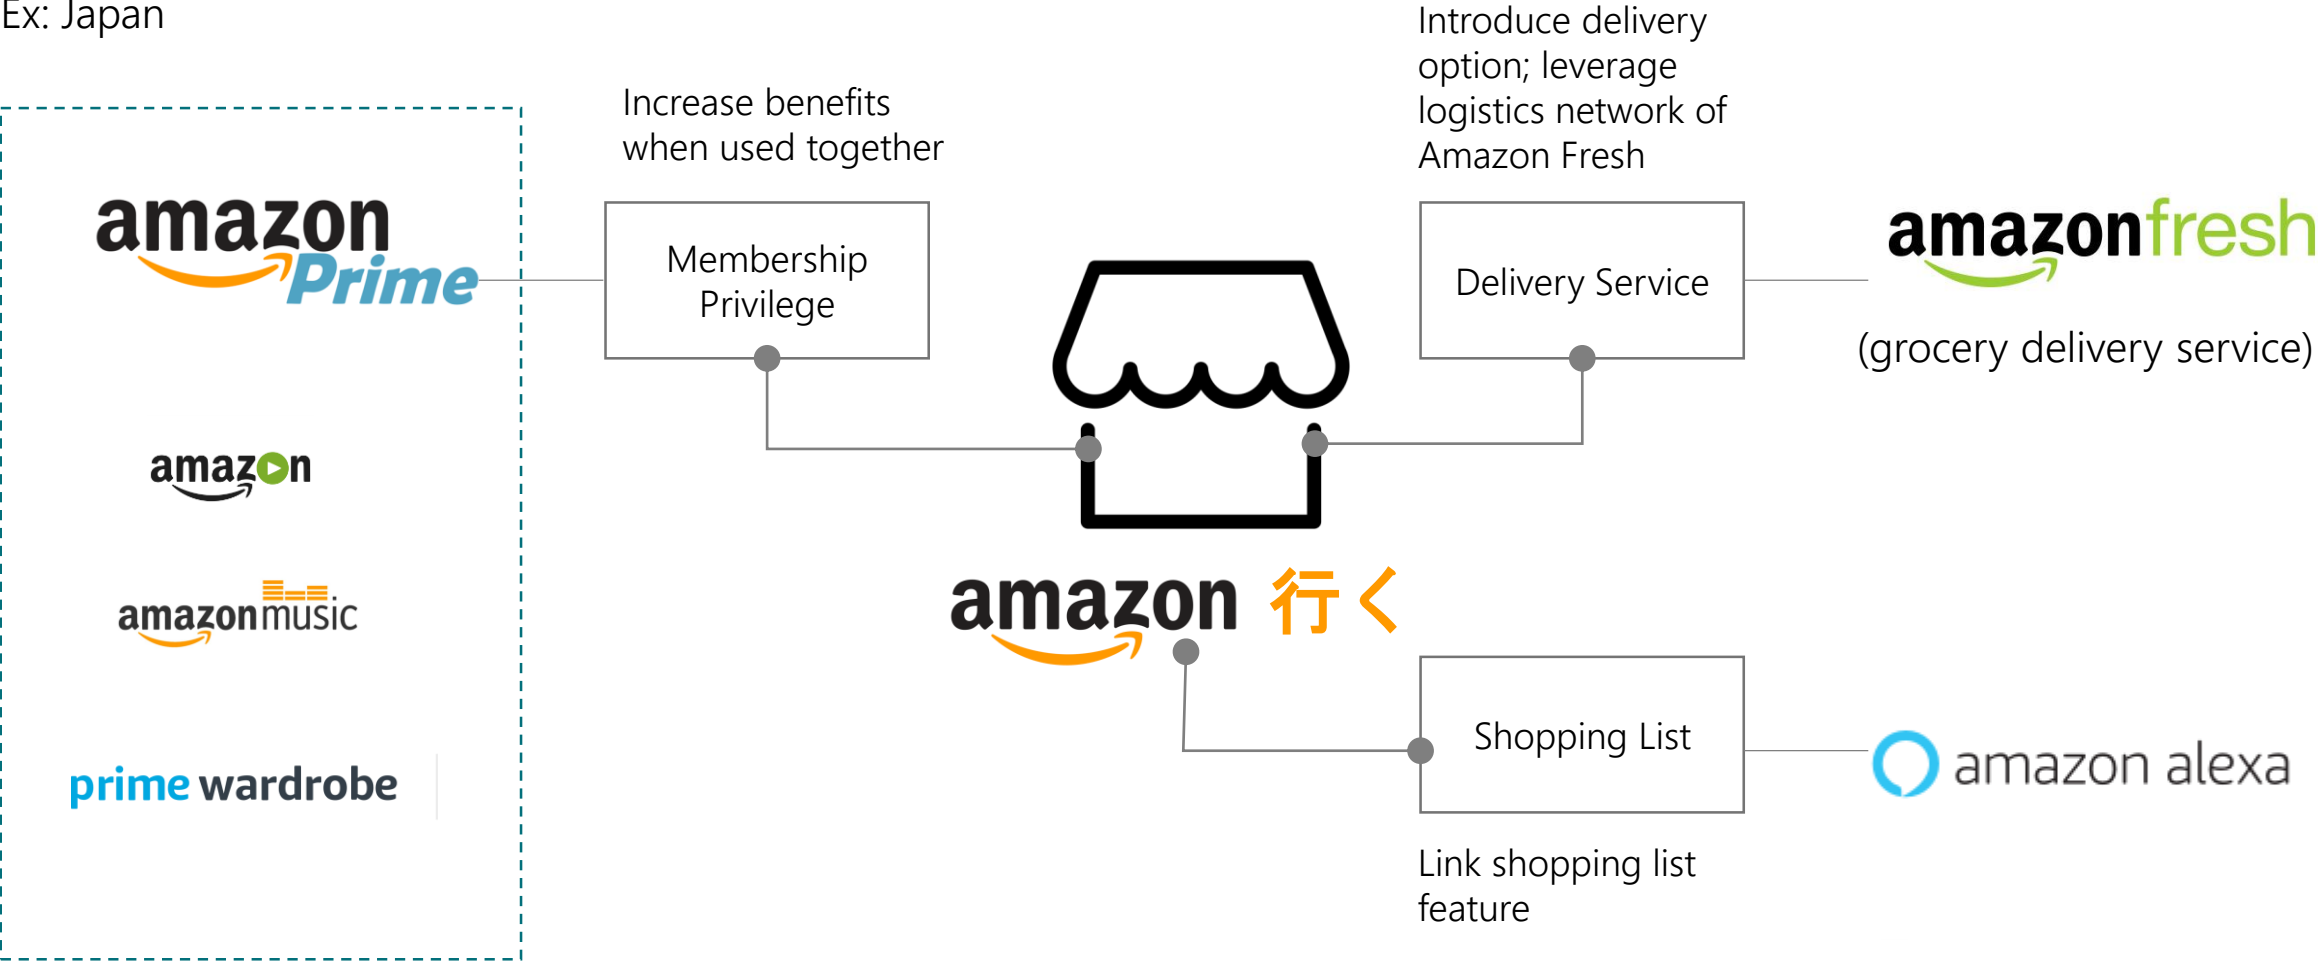 Ex: Japan
Increase benefits
when used together
Introduce delivery
option; leverage
logistics network of
Amazon Fresh
amazon
Prime
Membership
Privilege
Delivery Service
amazonfresh
(grocery delivery service)
amazon
amazonmusic
prime wardrobe
amazon 行く
Shopping List
amazon alexa
Link shopping list
feature